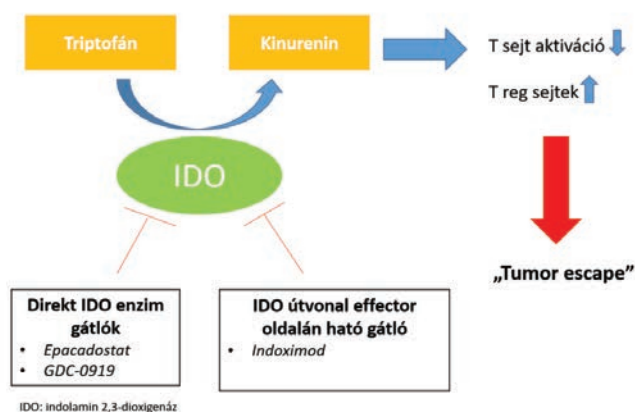 Triptofán
Kinurenin
T sejt aktiváció
T reg sejtek
IDO
„Tumor escape”
Direkt IDO enzim
gátlók
• Epacadostat
• GDC-0919
IDO útvonal effector
oldalán ható gátló
• Indoximod
IDO: indolamin 2,3-dioxigenáz